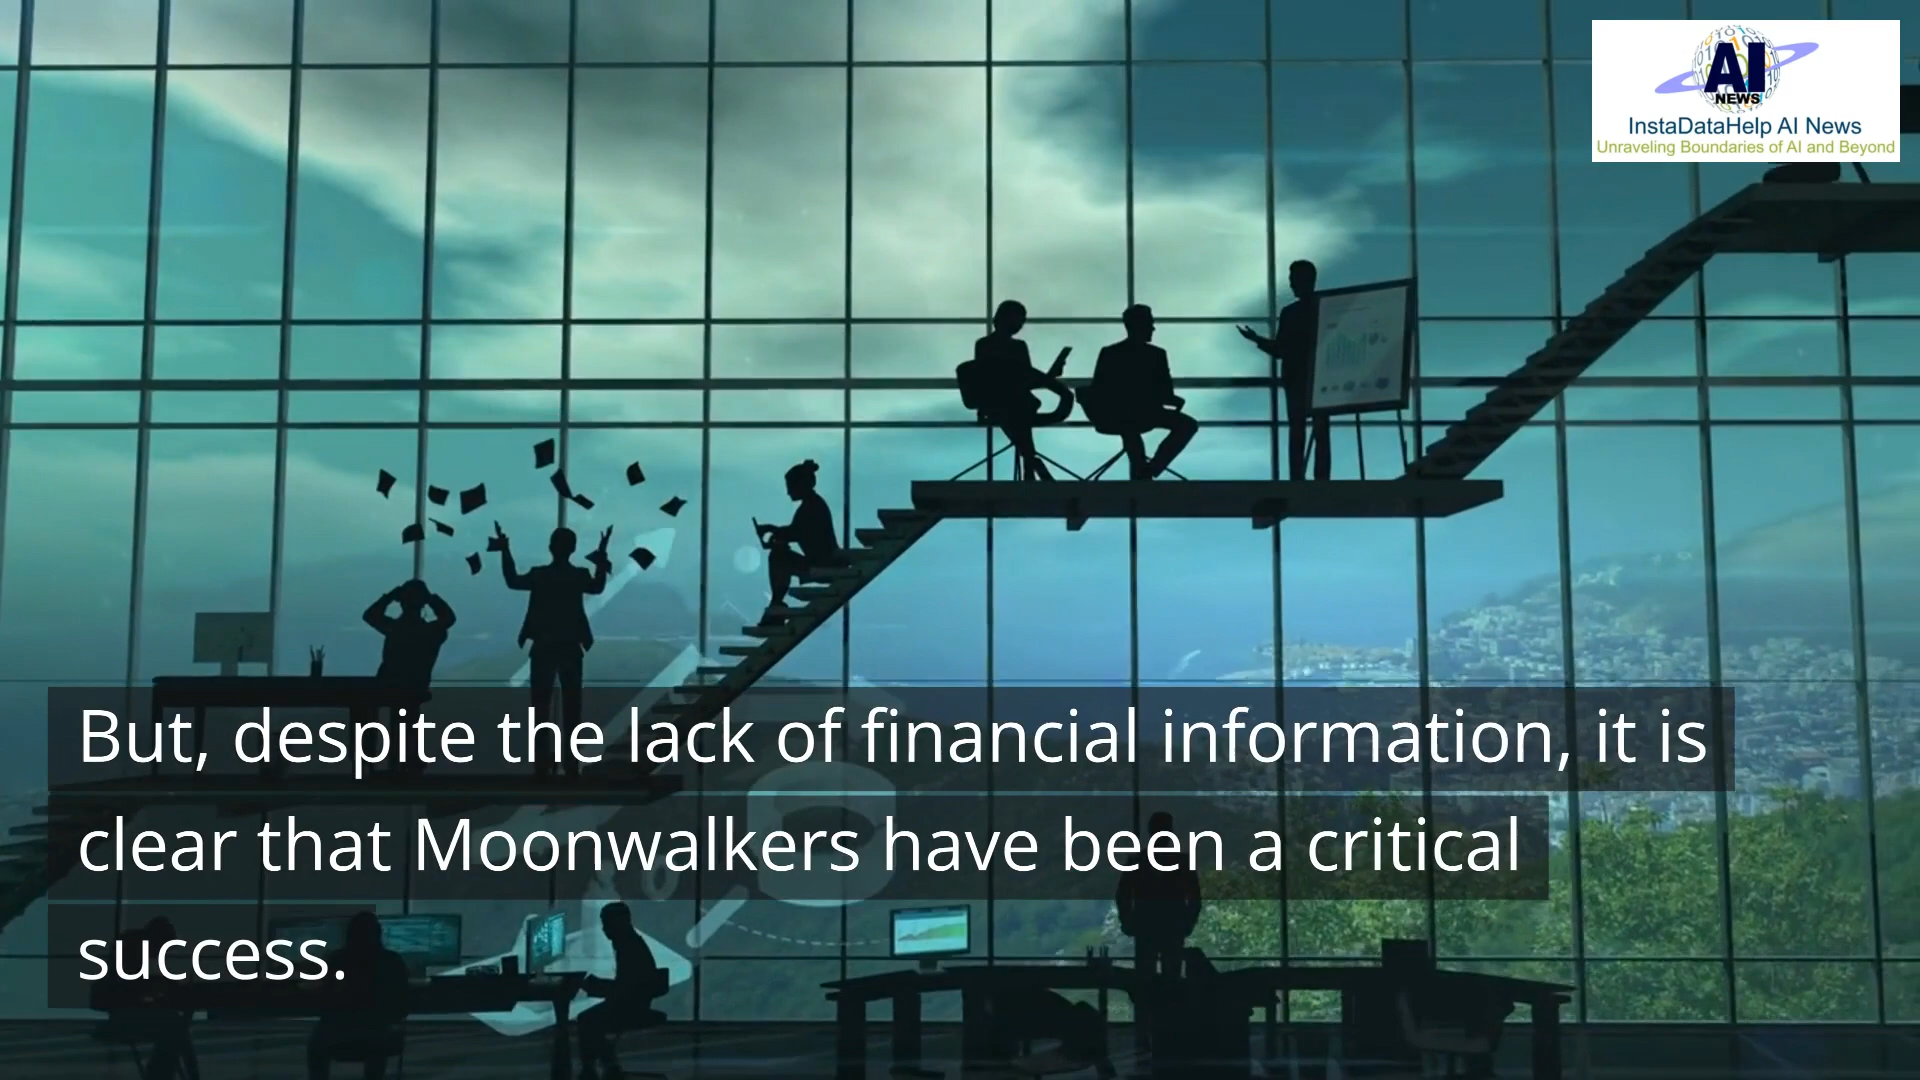 AI
NEWS
InstaDataHelp AI News
Unraveling Boundaries of AI and Beyond
But, despite the lack of financial information, it is
clear that Moonwalkers have been a critical
success.